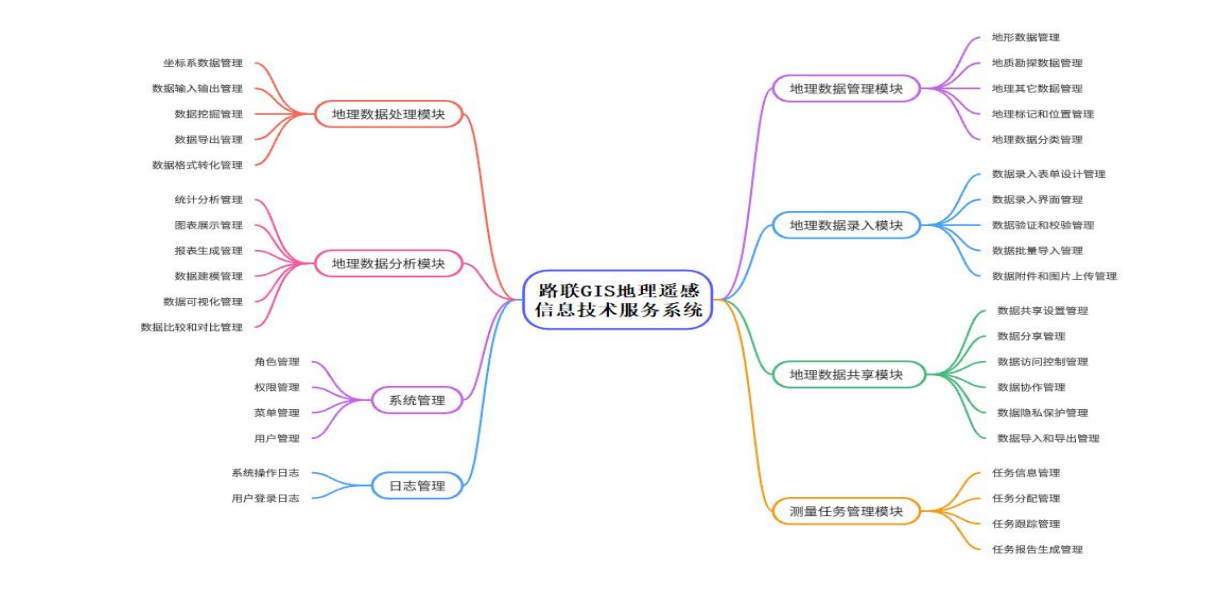 路联GIS地理遥感
信息技术服务系统
地理数据管理模块
地形数据管理
地质勘探数据管理
地理其它数据管理
地理标记和位置管理
地理数据分类管理
地理数据录入模块
数据录入表单设计管理
数据录入界面管理
数据验证和校验管理
数据批量导入管理
数据附件和图片上传管理
地理数据共享模块
数据共享设置管理
数据分享管理
数据访问控制管理
数据协作管理
数据隐私保护管理
数据导入和导出管理
测量任务管理模块
任务信息管理
任务分配管理
任务跟踪管理
任务报告生成管理
地理数据处理模块
坐标系数据管理
数据输入输出管理
数据挖掘管理
数据导出管理
数据格式转化管理
地理数据分析模块
统计分析管理
图表展示管理
报表生成管理
数据建模管理
数据可视化管理
数据比较和对比管理
系统管理
角色管理
权限管理
菜单管理
用户管理
日志管理
系统操作日志
用户登录日志